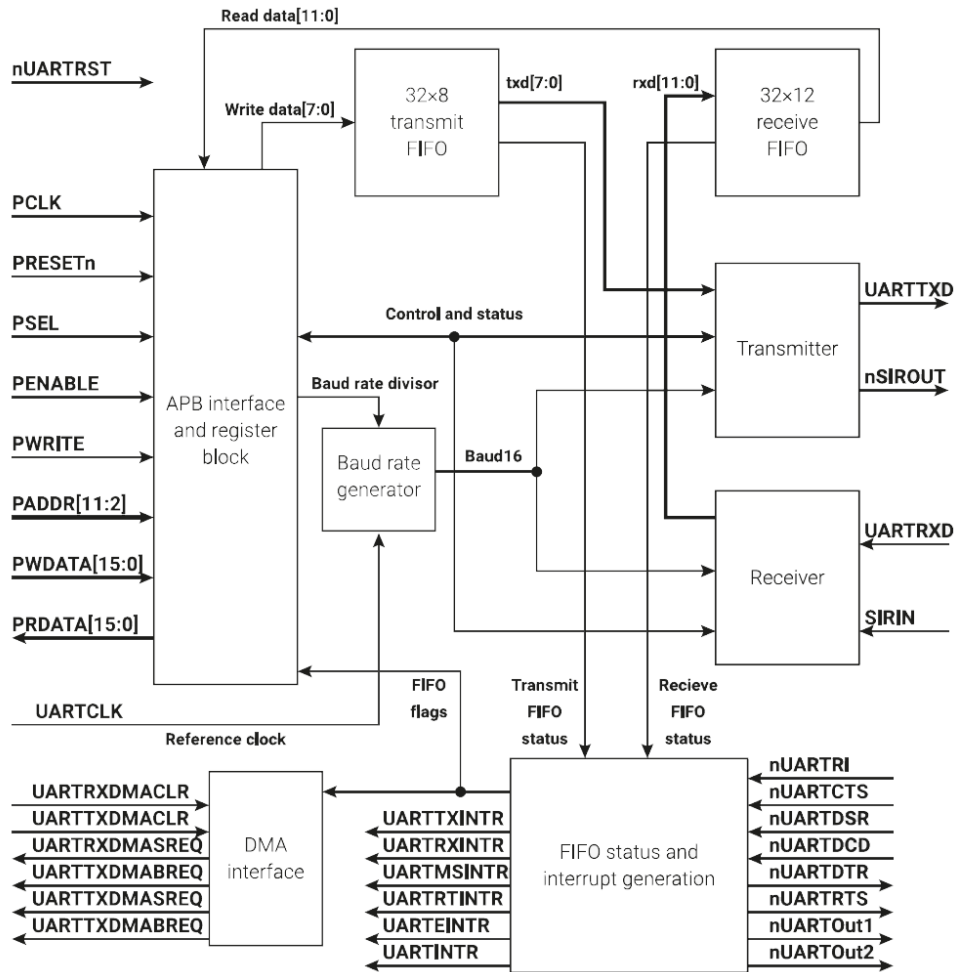 Read data[11:0]
nUARTRST
32×8
transmit
FIFO
txd[7:0]
rxd[11:0]
32×12
receive
FIFO
Write data[7:0]
PCLK
PRESETn
PSEL
PENABLE
PWRITE
PADDR[11:2]
PWDATA[15:0]
PRDATA[15:0]
APB interface
and register
block
Control and status
Baud rate divisor
Baud rate
generator
Baud16
Transmitter
UARTTXD
nSIROUT
Receiver
UARTRXD
SIRIN
UARTCLK
Reference clock
FIFO
flags
Transmit
FIFO
status
Recieve
FIFO
status
UARTRXDMACLR
UARTTXDMACLR
UARTRXDMASREQ
UARTTXDMABREQ
UARTTXDMASREQ
UARTTXDMABREQ
DMA
interface
UARTTXINTR
UARTRXINTR
UARTMSINTR
UARTRTINTR
UARTEINTR
UARTINTR
FIFO status and
interrupt generation
nUARTRI
nUARTCTS
nUARTDSR
nUARTDCD
nUARTDTR
nUARTRTS
nUARTOut1
nUARTOut2